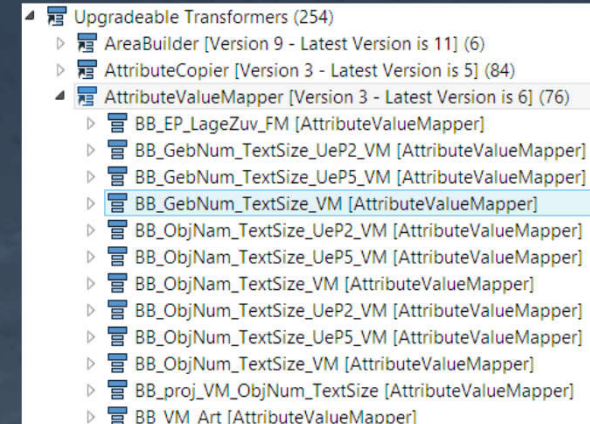 Upgradeable Transformers (254)
AreaBuilder [Version 9 - Latest Version is 11] (6)
AttributeCopier [Version 3 - Latest Version is 5] (84)
AttributeValueMapper [Version 3 - Latest Version is 6] (76)
BB_EP_LageZuv_FM [AttributeValueMapper]
BB_GebNum_TextSize_UeP2_VM [AttributeValueMapper]
BB_GebNum_TextSize_UeP5_VM [AttributeValueMapper]
BB_GebNum_TextSize_VM [AttributeValueMapper]
BB_ObjNam_TextSize_UeP2_VM [AttributeValueMapper]
BB_ObjNam_TextSize_UeP5_VM [AttributeValueMapper]
BB_ObjNam_TextSize_VM [AttributeValueMapper]
BB_ObjNum_TextSize_UeP2_VM [AttributeValueMapper]
BB_ObjNum_TextSize_UeP5_VM [AttributeValueMapper]
BB_ObjNum_TextSize_VM [AttributeValueMapper]
BB_proj_VM_ObjNum_TextSize [AttributeValueMapper]
BB_VM_Art [AttributeValueMapper]